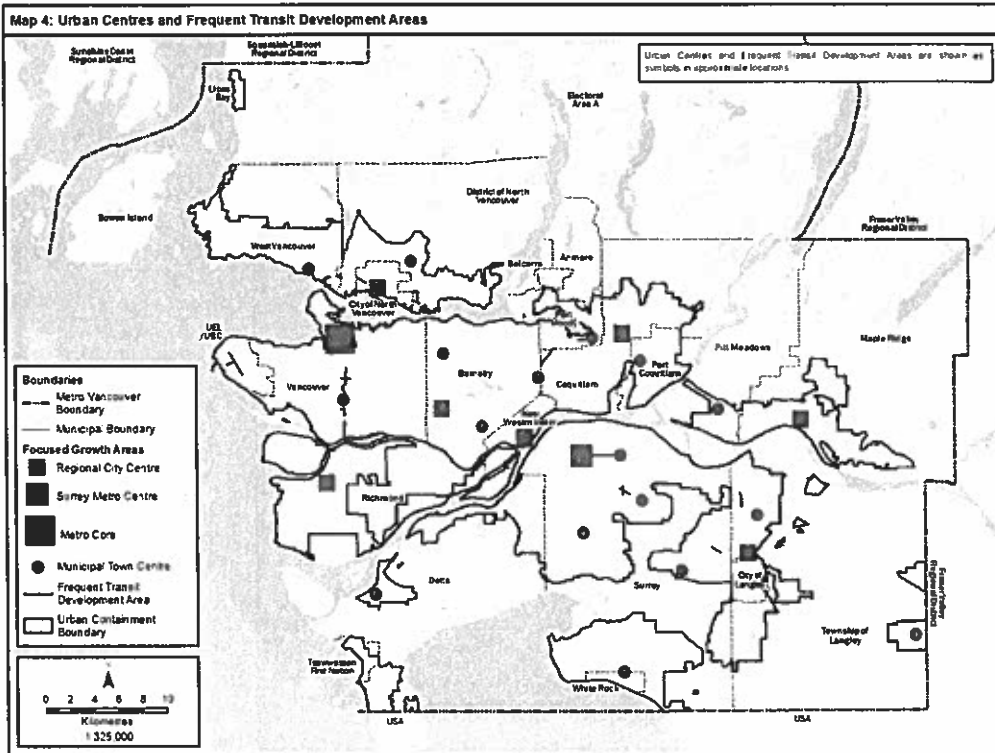 Map 4: Urban Centres and Frequent Transit Development Areas
Sunshine Coast
Regional District
Squamish-Lillooet
Regional District
Urban Centres and Frequent Transit Development Areas are shown as
symbols in approximate locations
Electoral
Area A
Bay
Bowen Island
District of North
Vancouver
Fraser Valley
Regional District
West Vancouver
Belcarra
Anmore
City of North
Vancouver
UEL
/UBC
Port
Pitt Meadows
Maple Ridge
Vancouver
Burnaby
Coquitlam
Port
Coquitlam
New
Westminster
Richmond
Boundaries
Metro Vancouver
Boundary
Municipal Boundary
Focused Growth Areas
Regional City Centre
Surrey Metro Centre
Metro Core
Municipal Town Centre
Frequent Transit
Development Area
Urban Containment
Boundary
Delta
Surrey
City of
Langley
Fraser Valley
Regional District
Township of
Langley
Tsawwassen
First Nation
White Rock
0 2 4 6 8 10
Kilometres
1:325,000
USA
USA